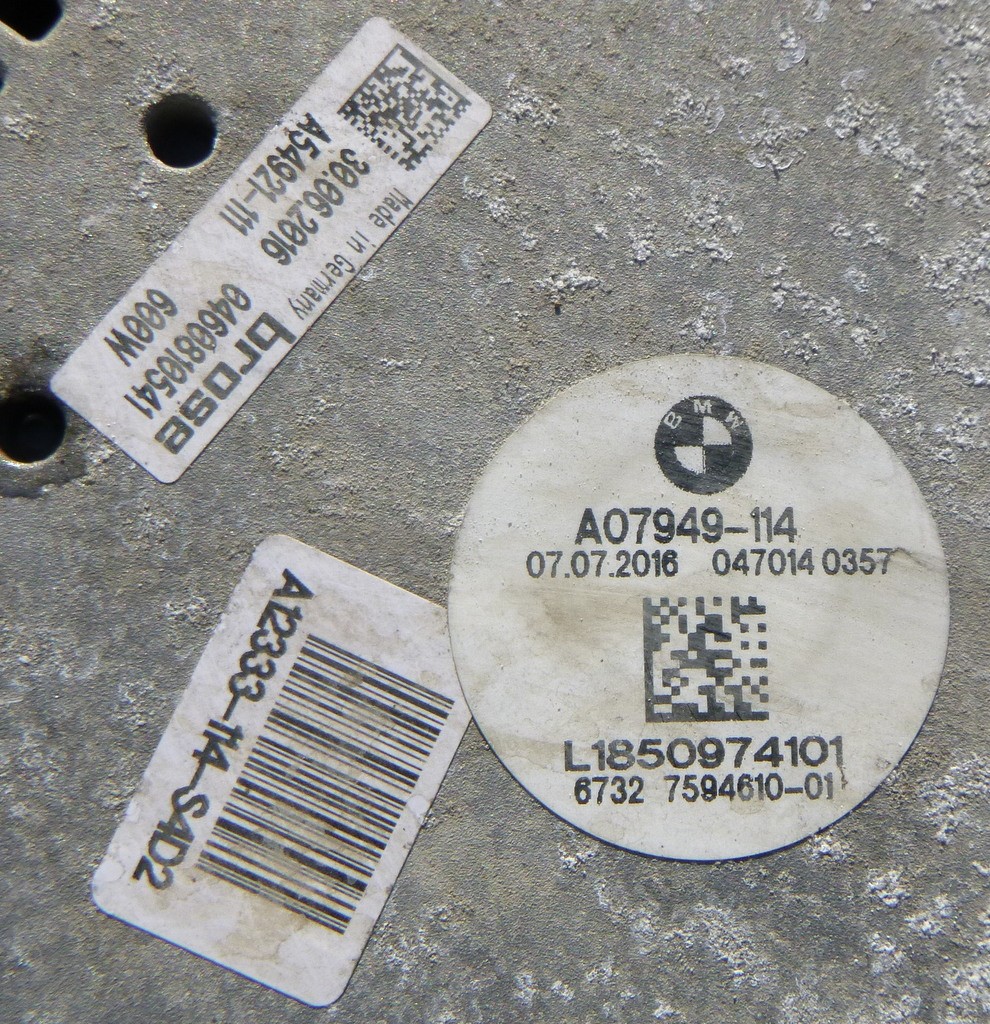 Made in Germany
30.06.2016
A54921-111
brose
0460810541
600W
BMW
A07949-114
07.07.2016 047014 0357
L1850974101
6732 7594610-01
A12333-114-S4D2